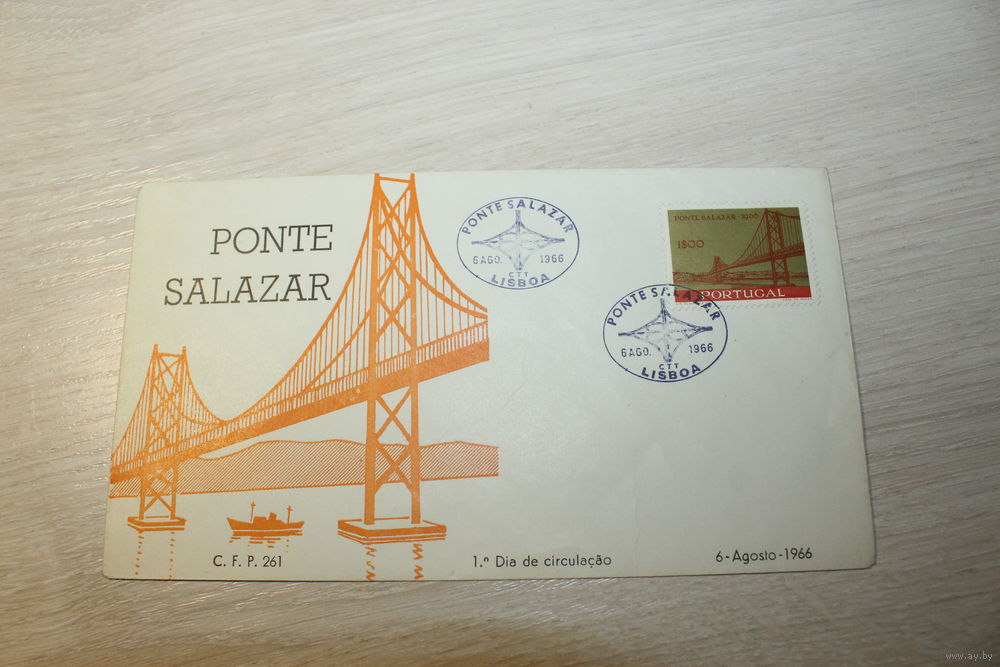 PONTE
SALAZAR
PONTE SALAZAR
6 AGO. 1966
CTT
LISBOA
PONTE SALAZAR - 1966
1$00
PORTUGAL
PONTE SALAZAR
6 AGO. 1966
CTT
LISBOA
C. F. P. 261
1.º Dia de circulação
6-Agosto-1966
www.ay.by